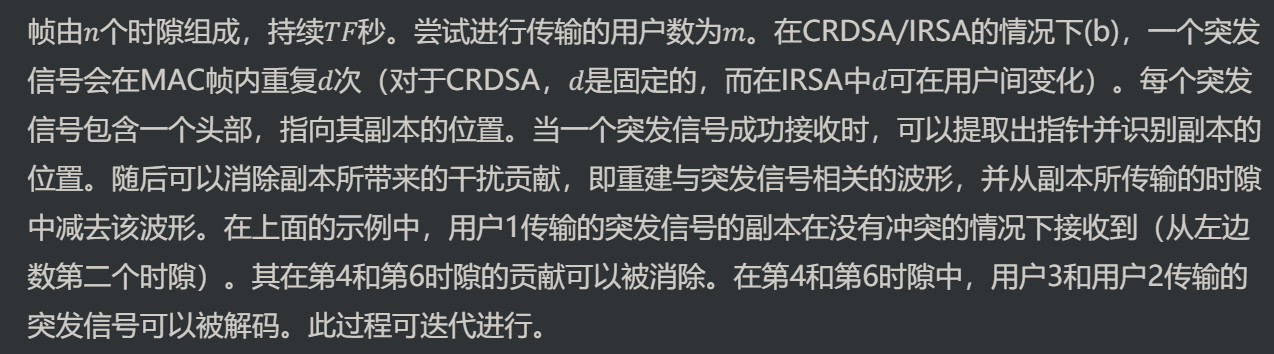 帧由n个时隙组成，持续TF秒。尝试进行传输的用户数为m。在CRDSA/IRSA的情况下(b)，一个突发
信号会在MAC帧内重复d次（对于CRDSA，d是固定的，而在IRSA中d可在用户间变化）。每个突发
信号包含一个头部，指向其副本的位置。当一个突发信号成功接收时，可以提取出指针并识别副本的
位置。随后可以消除副本所带来的干扰贡献，即重建与突发信号相关的波形，并从副本所传输的时隙
中减去该波形。在上面的示例中，用户1传输的突发信号的副本在没有冲突的情况下接收到（从左边
数第二个时隙）。其在第4和第6时隙的贡献可以被消除。在第4和第6时隙中，用户3和用户2传输的
突发信号可以被解码。此过程可迭代进行。